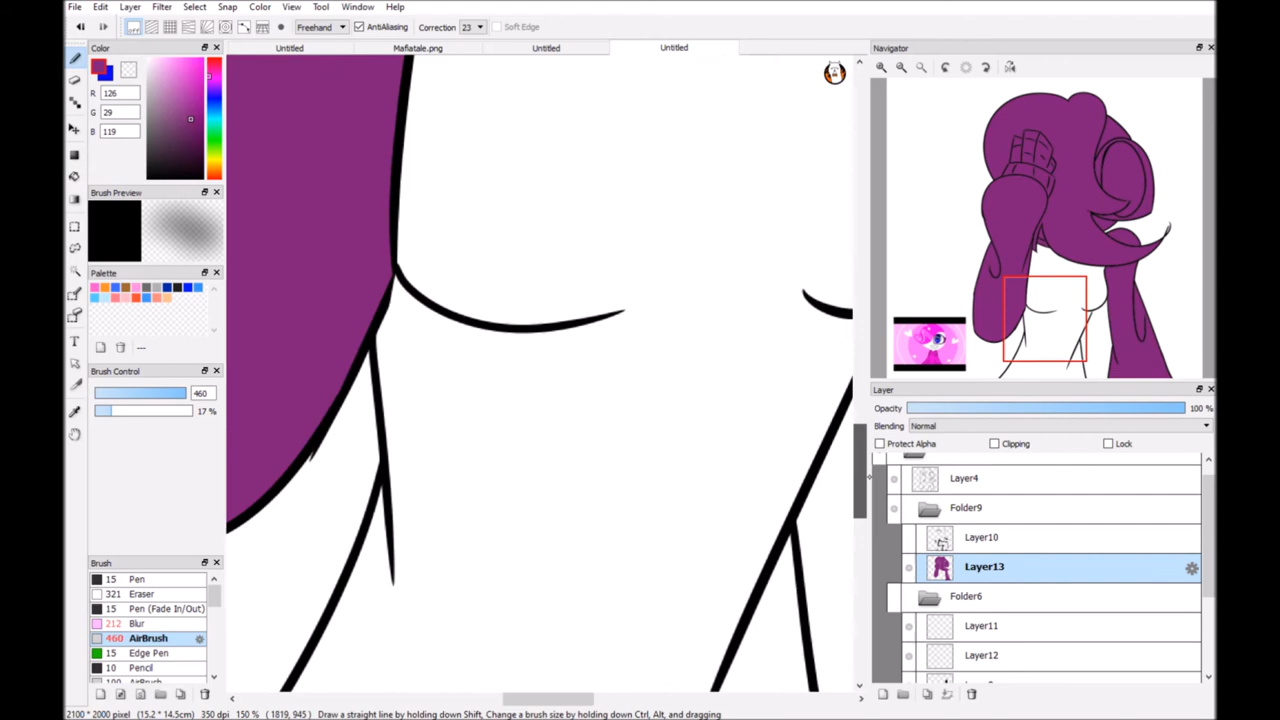 File Edit Layer Filter Select Snap Color View Tool Window Help
off Freehand AntiAliasing Correction 23 Soft Edge
Color Untitled Mafiatale.png Untitled Untitled Navigator
R 126
G 29
B 119
Brush Preview
Palette
---
Brush Control
460
17 %
Brush
15 Pen
321 Eraser
15 Pen (Fade In/Out)
212 Blur
460 AirBrush
15 Edge Pen
10 Pencil
100 AirBrush
Layer
Opacity 100 %
Blending Normal
Protect Alpha Clipping Lock
Layer4
Folder9
Layer10
Layer13
Folder6
Layer11
Layer12
2100 * 2000 pixel (15.2 * 14.5cm) 350 dpi 150 % (1819, 945) Draw a straight line by holding down Shift, Change a brush size by holding down Ctrl, Alt, and dragging